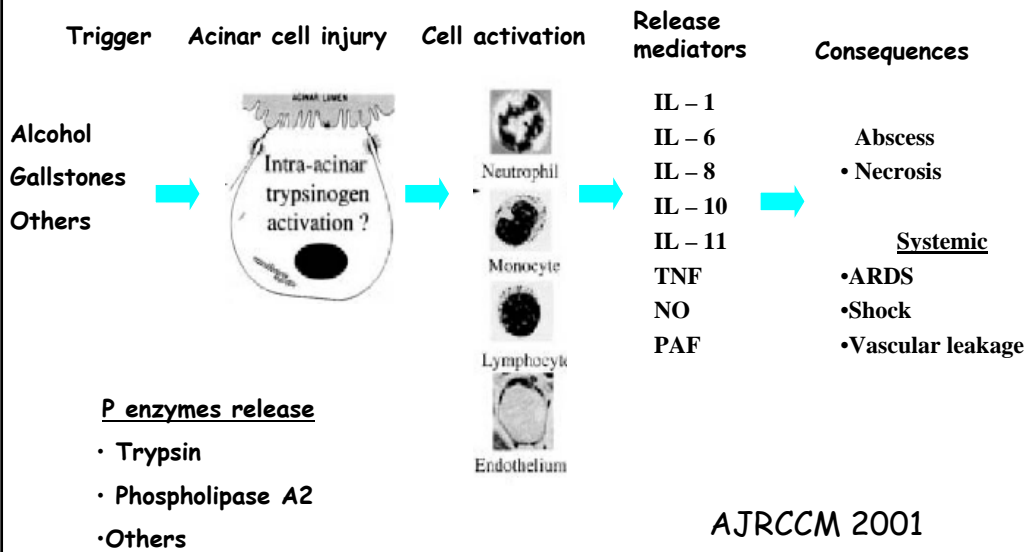 Trigger
Acinar cell injury
Cell activation
Release
mediators
Consequences
Alcohol
Gallstones
Others
ACINAR LUMEN
Intra-acinar
trypsinogen
activation ?
Neutrophil
Monocyte
Lymphocyte
Endothelium
IL – 1
IL – 6
IL – 8
IL – 10
IL – 11
TNF
NO
PAF
Abscess
• Necrosis
Systemic
•ARDS
•Shock
•Vascular leakage
P enzymes release
• Trypsin
• Phospholipase A2
•Others
AJRCCM 2001